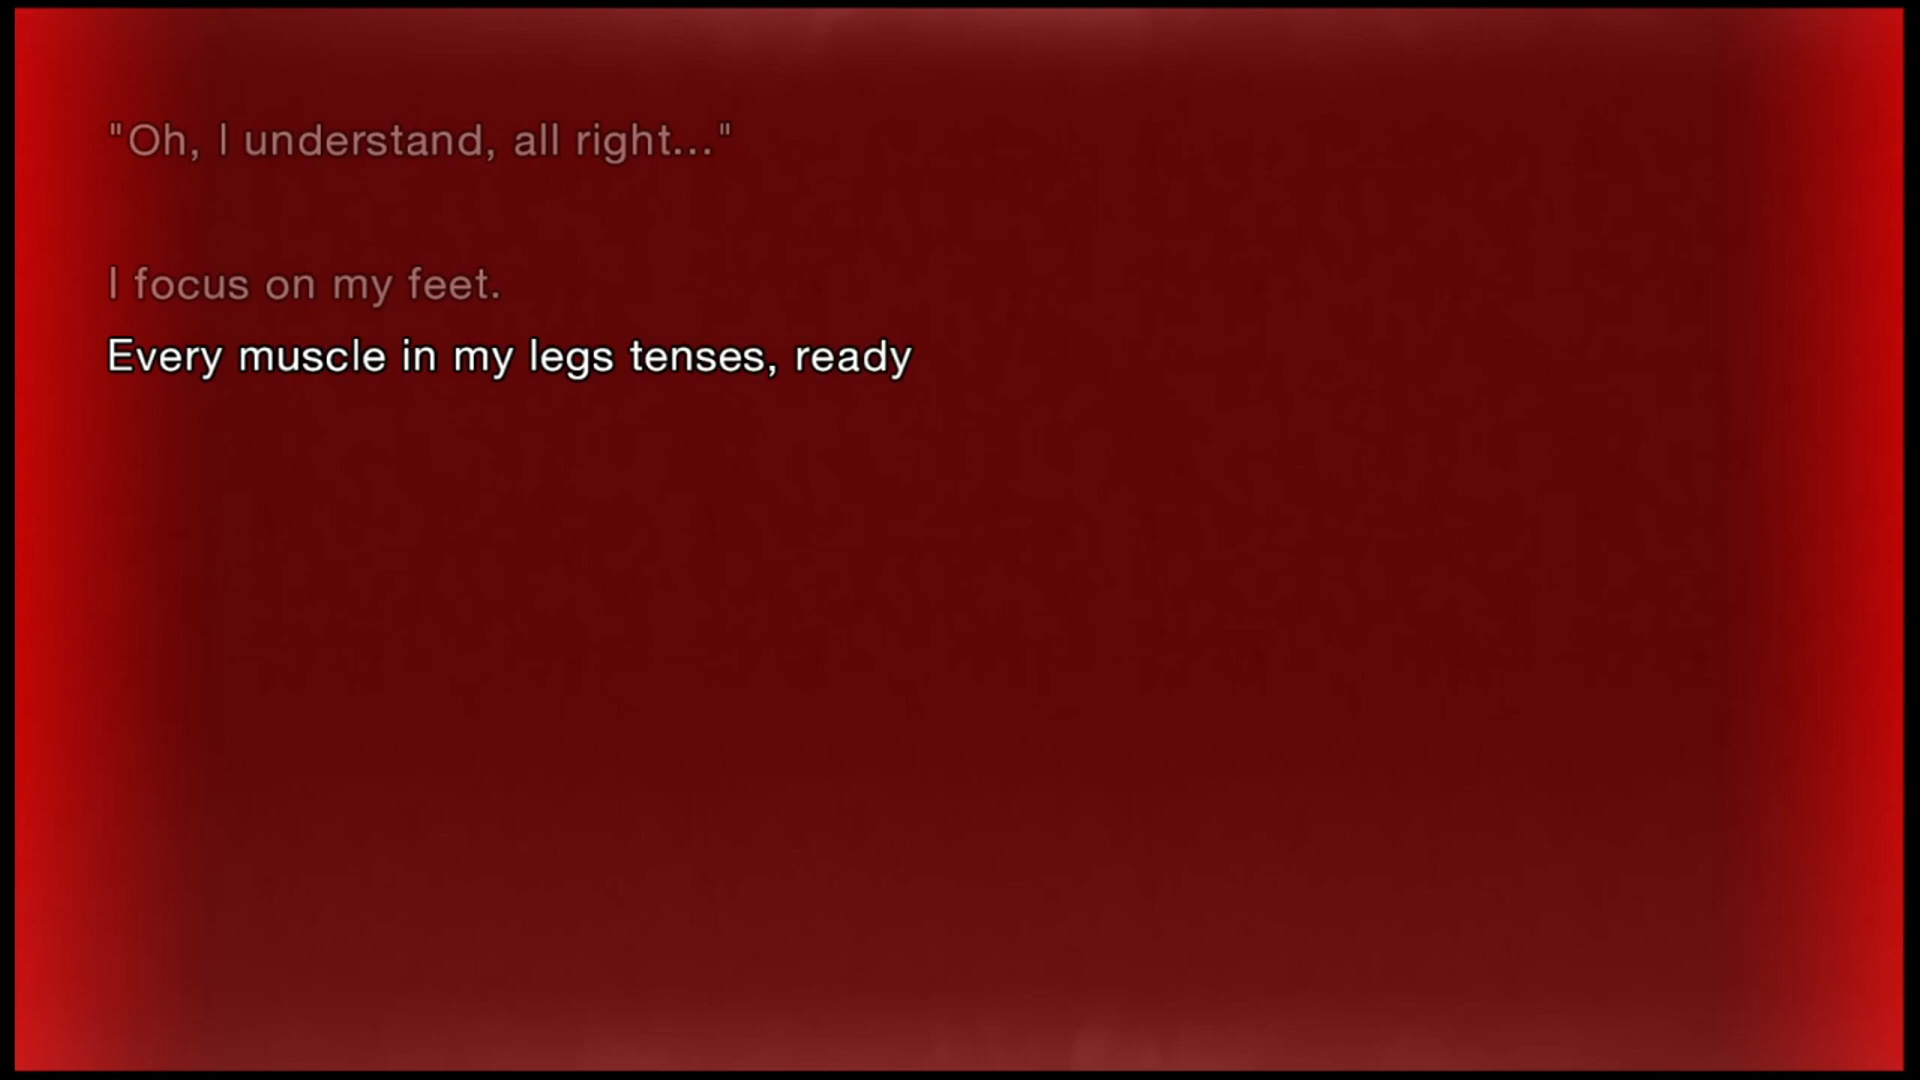 "Oh, I understand, all right..."
I focus on my feet.
Every muscle in my legs tenses, ready